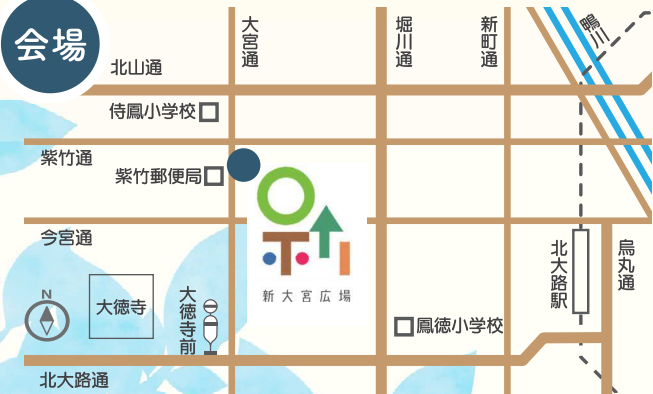 会場
大宮通
堀川通
新町通
鴨川
北山通
侍鳳小学校
紫竹通
紫竹郵便局
今宮通
新大宮広場
北大路駅
烏丸通
N
大徳寺
大徳寺前
鳳徳小学校
北大路通